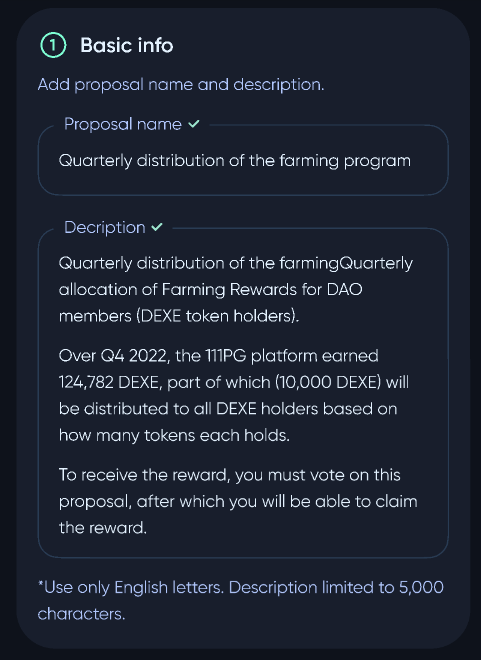 1 Basic info
Add proposal name and description.
Proposal name
Quarterly distribution of the farming program
Decription
Quarterly distribution of the farmingQuarterly
allocation of Farming Rewards for DAO
members (DEXE token holders).
Over Q4 2022, the 111PG platform earned
124,782 DEXE, part of which (10,000 DEXE) will
be distributed to all DEXE holders based on
how many tokens each holds.
To receive the reward, you must vote on this
proposal, after which you will be able to claim
the reward.
*Use only English letters. Description limited to 5,000
characters.